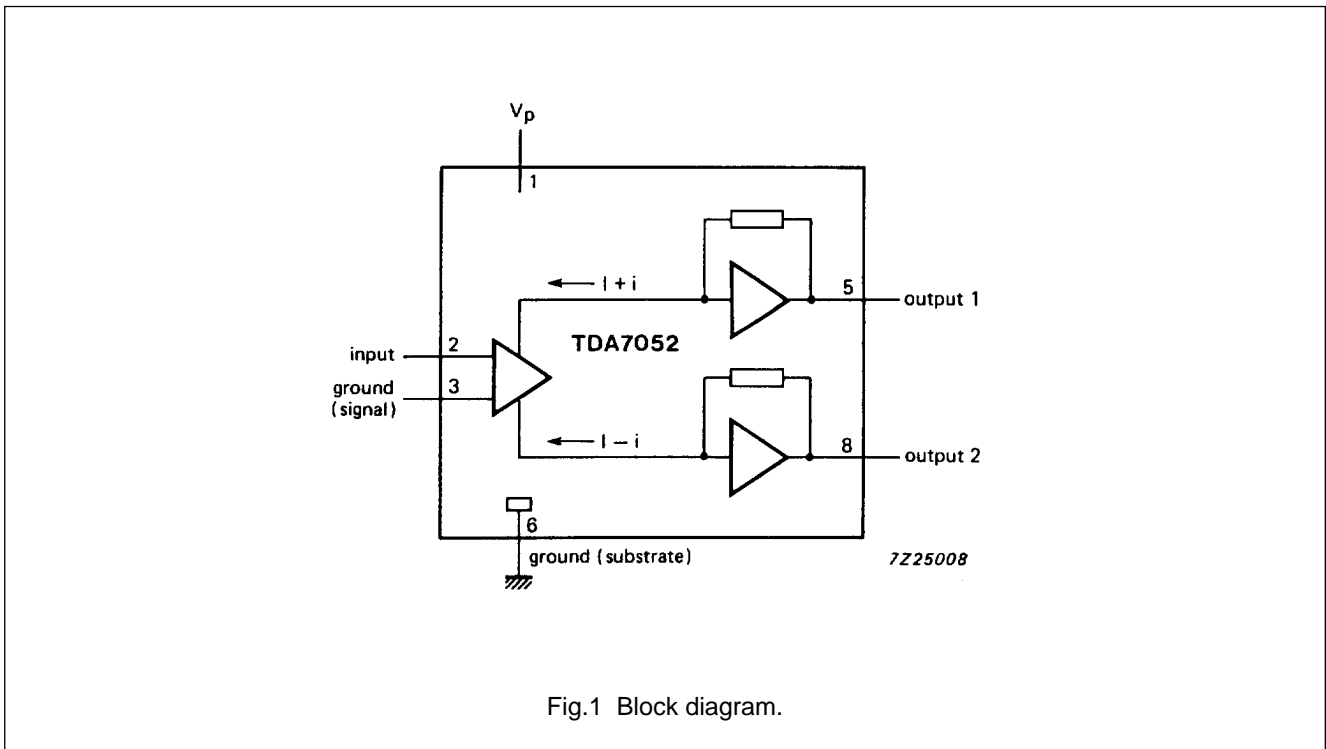 Vp
1
I + i
5
output 1
TDA7052
input
2
ground
(signal)
3
I – i
8
output 2
6
ground (substrate)
7Z25008
Fig.1 Block diagram.